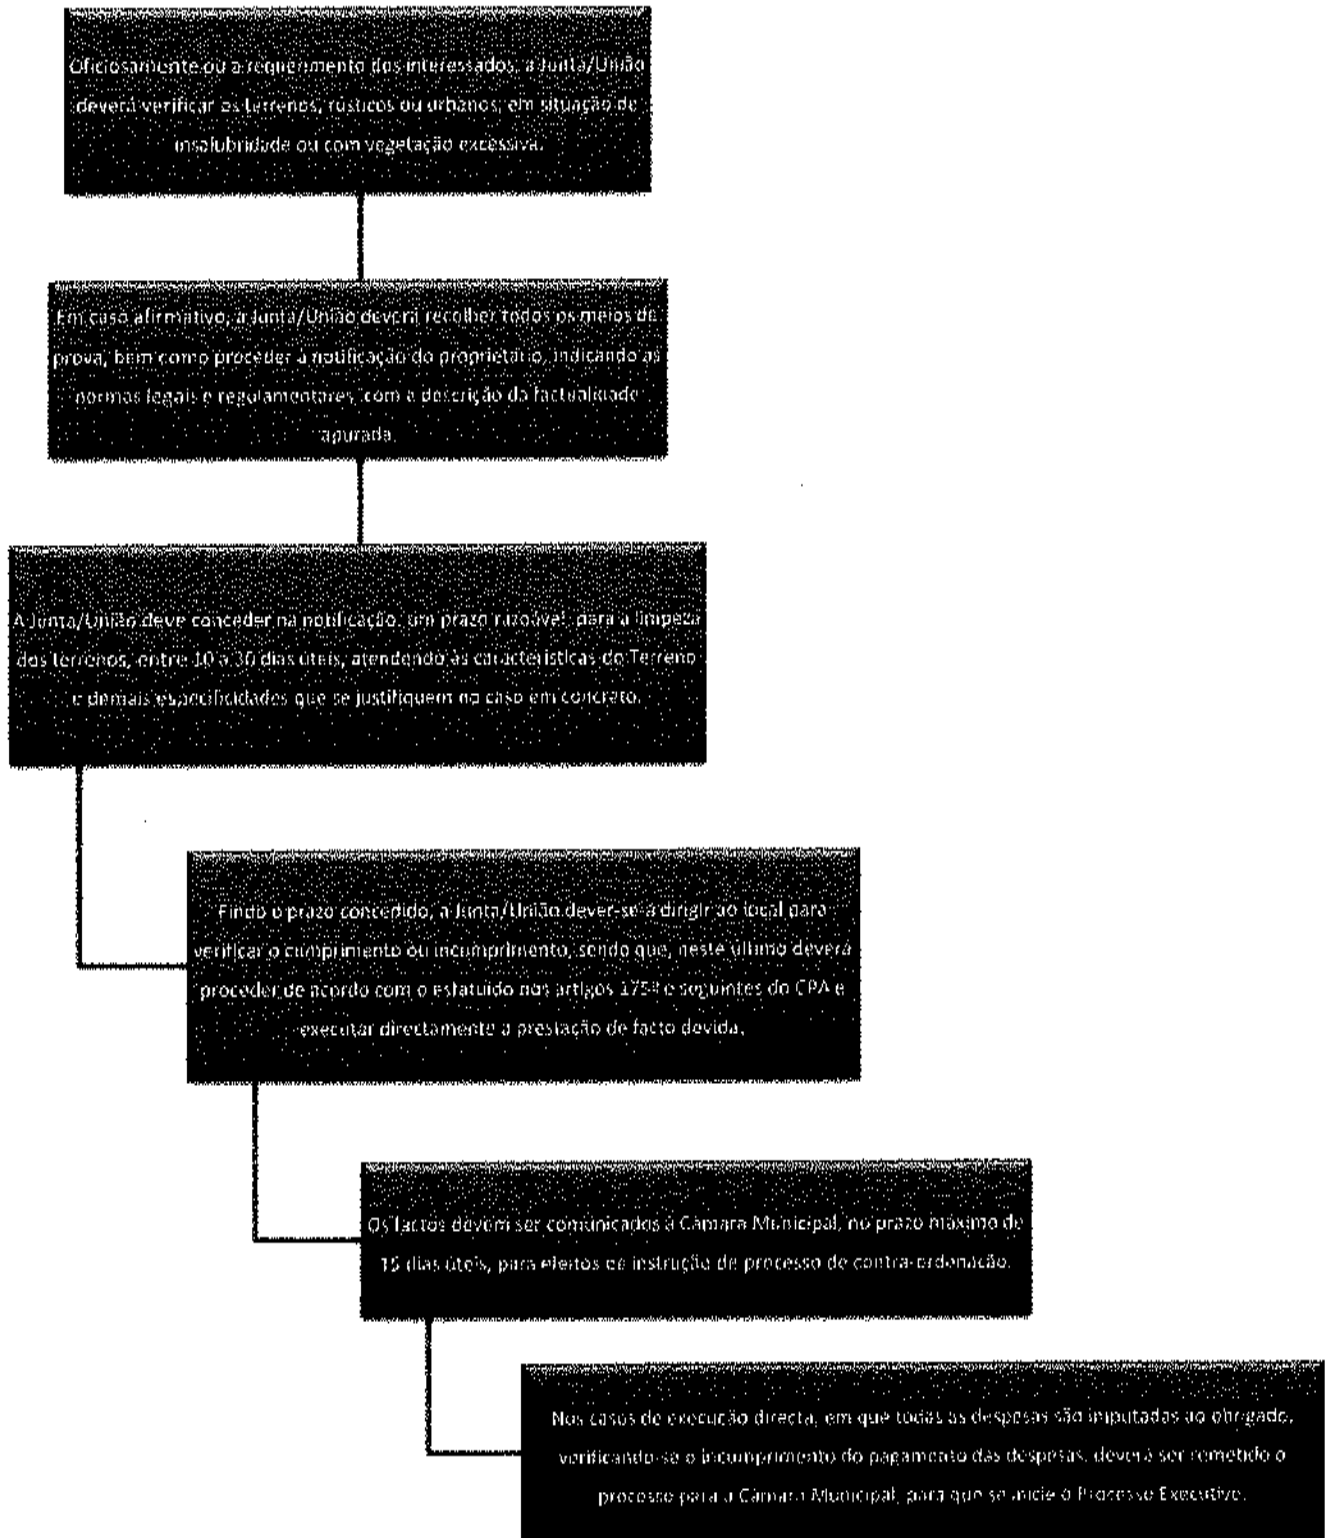 Oficiosamente ou a requerimento dos interessados, a Junta/União
deverá verificar os terrenos, rústicos ou urbanos, em situação de
insalubridade ou com vegetação excessiva.
Em caso afirmativo, a Junta/União deverá recolher todos os meios de
prova, bem como proceder à notificação do proprietário, indicando as
normas legais e regulamentares, com a descrição da factualidade
apurada.
A Junta/União deve conceder na notificação, um prazo razoável, para a limpeza
dos terrenos, entre 10 a 30 dias úteis, atendendo às características do Terreno
e demais especificidades que se justifiquem no caso em concreto.
Findo o prazo concedido, a Junta/União dever-se-á dirigir ao local para
verificar o cumprimento ou incumprimento, sendo que, neste último deverá
proceder de acordo com o estatuído nos artigos 175º e seguintes do CPA e
executar directamente a prestação de facto devida.
Os factos devem ser comunicados à Câmara Municipal, no prazo máximo de
15 dias úteis, para efeitos de instrução de processo de contra-ordenação.
Nos casos de execução directa, em que todas as despesas são imputadas ao obrigado,
verificando-se o incumprimento do pagamento das despesas, deverá ser remetido o
processo para a Câmara Municipal, para que se inicie o Processo Executivo.